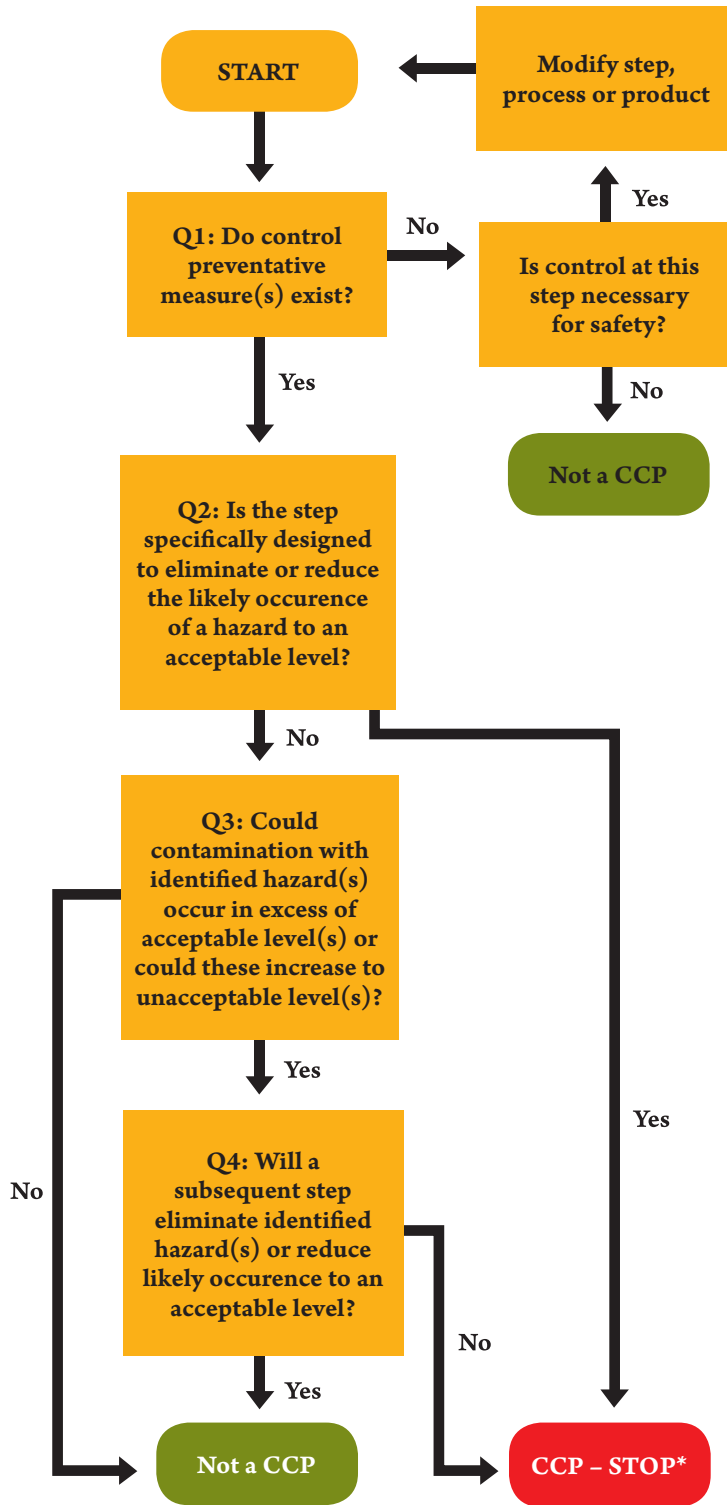 START
Modify step,
process or product
Q1: Do control
preventative
measure(s) exist?
No
Yes
Is control at this
step necessary
for safety?
Yes
No
Not a CCP
Q2: Is the step
specifically designed
to eliminate or reduce
the likely occurence
of a hazard to an
acceptable level?
No
Q3: Could
contamination with
identified hazard(s)
occur in excess of
acceptable level(s) or
could these increase to
unacceptable level(s)?
Yes
Yes
No
Q4: Will a
subsequent step
eliminate identified
hazard(s) or reduce
likely occurence to an
acceptable level?
No
Yes
Not a CCP
CCP – STOP*